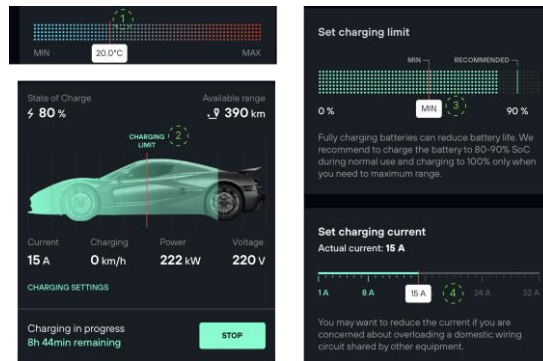 1
MIN
20.0°C
MAX
State of Charge
Available range
80 %
390 km
CHARGING
LIMIT
2
Current
Charging
Power
Voltage
15 A
0 km/h
222 kW
220 V
CHARGING SETTINGS
Charging in progress
8h 44min remaining
STOP
Set charging limit
MIN
RECOMMENDED
0 %
MIN
3
90 %
Fully charging batteries can reduce battery life. We
recommend to charge the battery to 80-90% SoC
during normal use and charging to 100% only when
you need to maximum range.
Set charging current
Actual current: 15 A
1 A
8 A
15 A
4
24 A
32 A
You may want to reduce the current if you are
concerned about overloading a domestic wiring
circuit shared by other equipment.